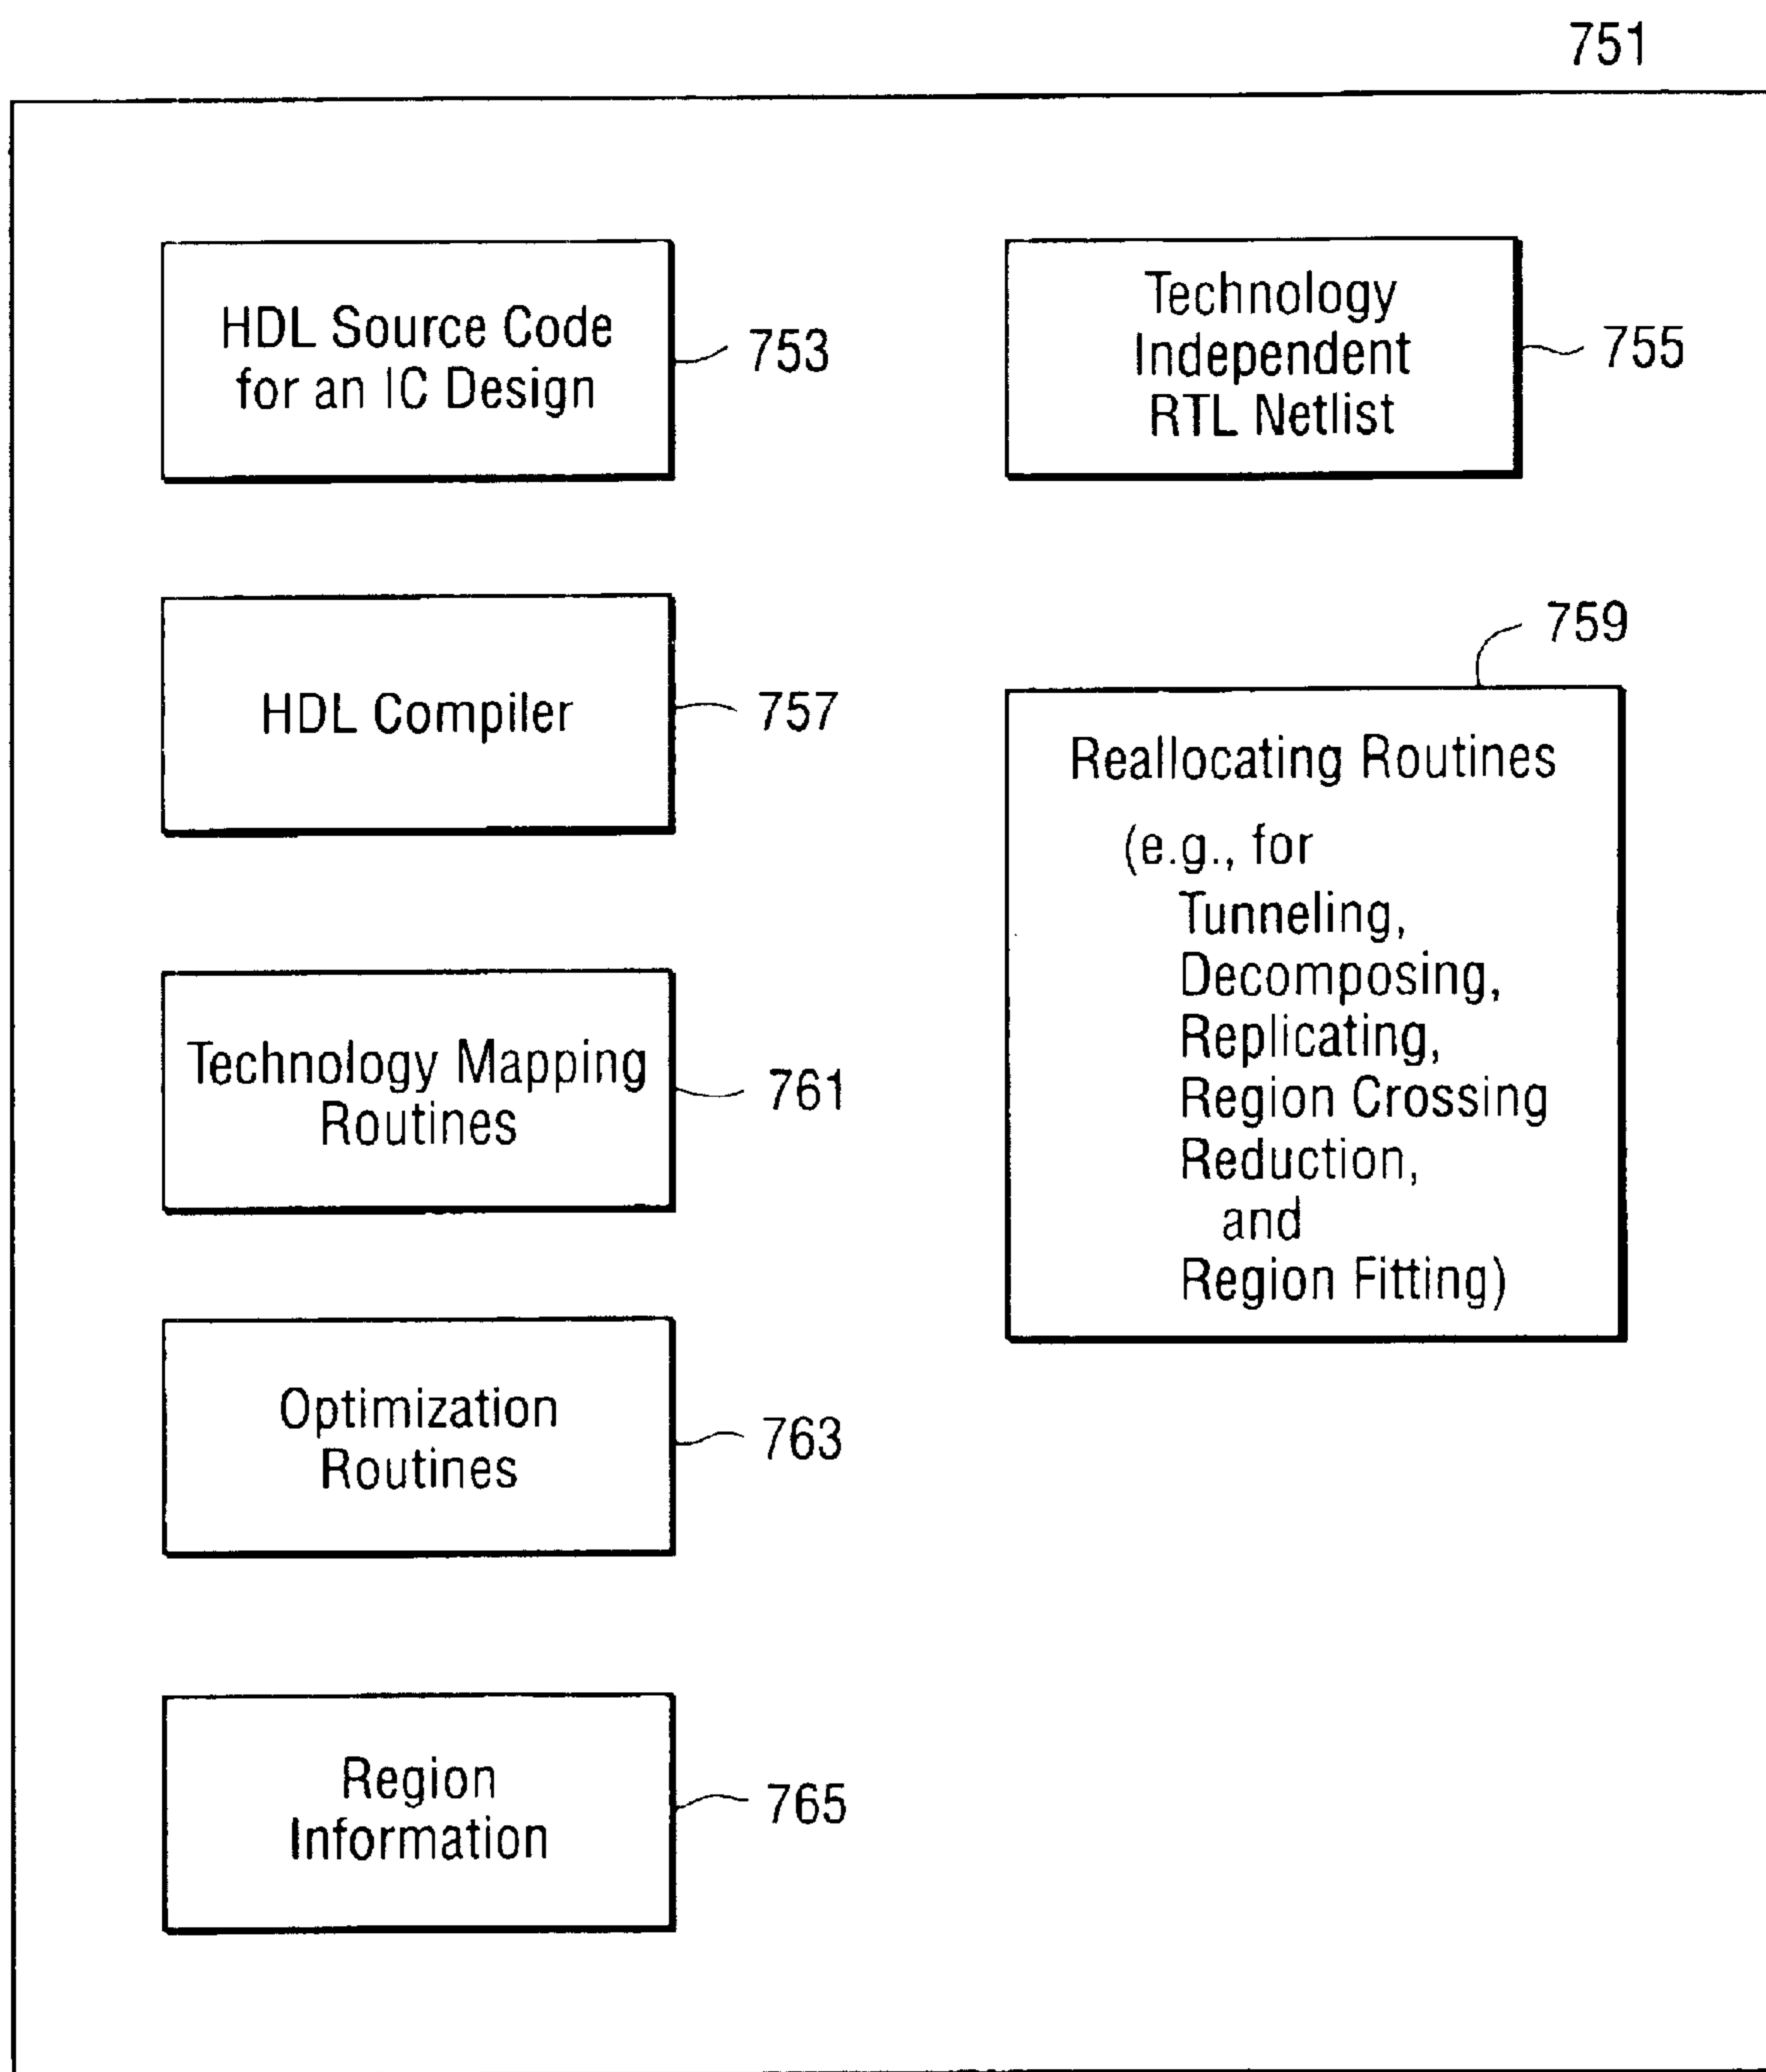 751
HDL Source Code
for an IC Design
753
Technology
Independent
RTL Netlist
755
HDL Compiler
757
759
Reallocating Routines
(e.g., for
Tunneling,
Decomposing,
Replicating,
Region Crossing
Reduction,
and
Region Fitting)
Technology Mapping
Routines
761
Optimization
Routines
763
Region
Information
765